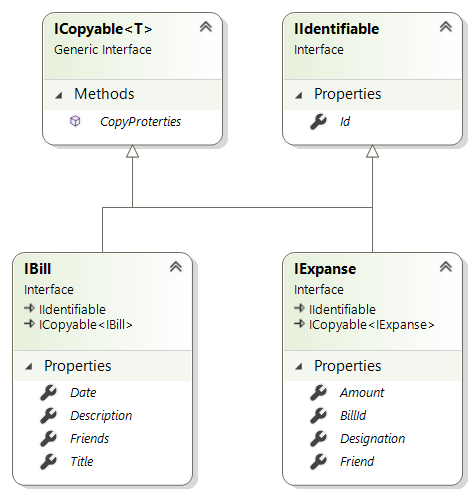 ICopyable<T>
Generic Interface
Methods
CopyProterties
IIdentifiable
Interface
Properties
Id
IBill
Interface
IIdentifiable
ICopyable<IBill>
Properties
Date
Description
Friends
Title
IExpanse
Interface
IIdentifiable
ICopyable<IExpanse>
Properties
Amount
BillId
Designation
Friend